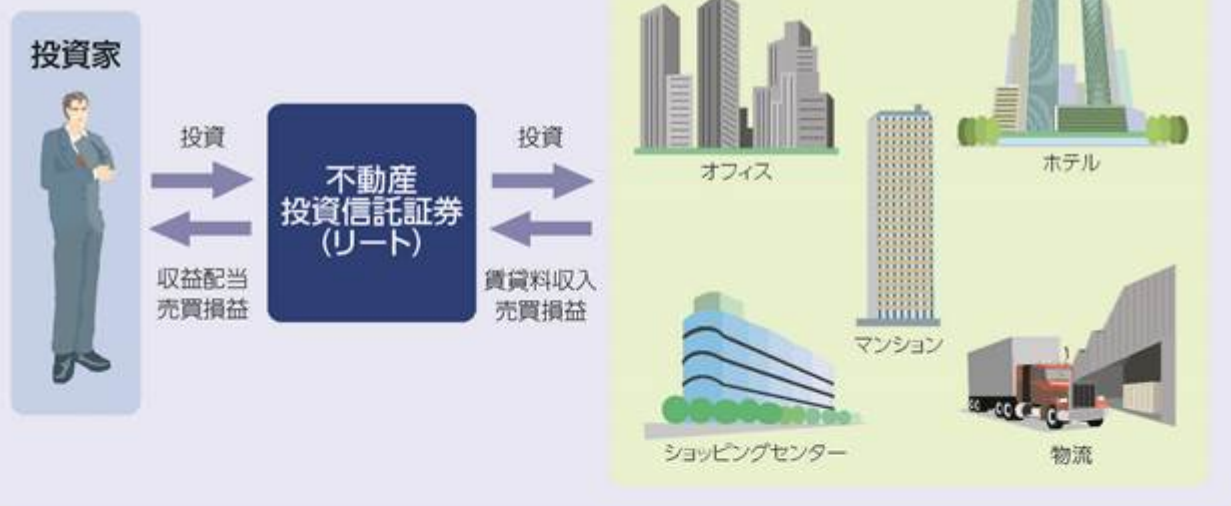 投資家
投資
収益配当
売買損益
不動産
投資信託証券
(リート)
投資
賃貸料収入
売買損益
オフィス
ホテル
マンション
ショッピングセンター
物流